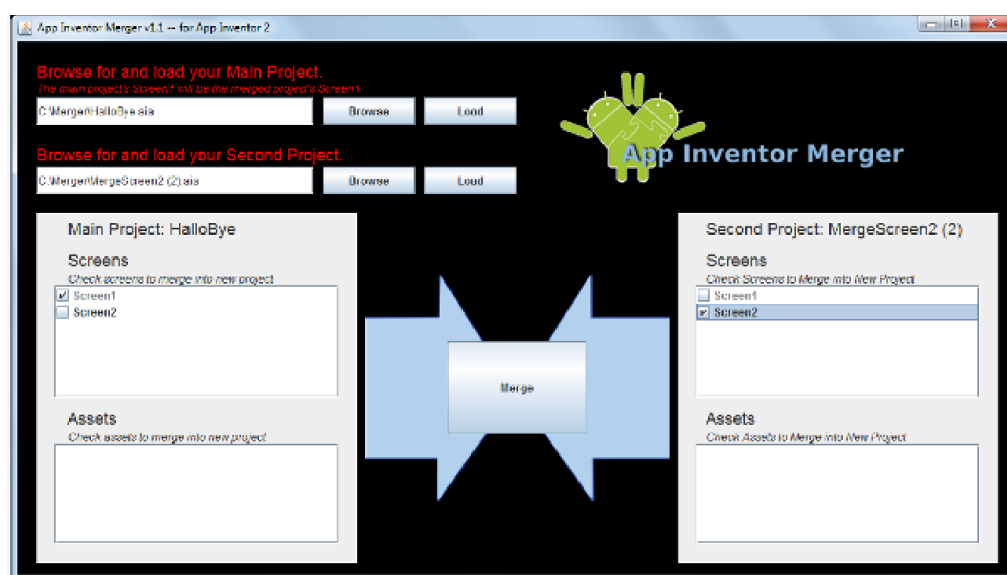 App Inventor Merger v1.1 -- for App Inventor 2
Browse for and load your Main Project.
The main project's Screen1 will be the merged project's Screen1
C:\Merger\HalloBye.aia
Browse
Load
Browse for and load your Second Project.
C:\Merger\MergeScreen2 (2).aia
Browse
Load
App Inventor Merger
Main Project: HalloBye
Screens
Check screens to merge into new project
Screen1
Screen2
Assets
Check assets to merge into new project
Merge
Second Project: MergeScreen2 (2)
Screens
Check Screens to Merge into New Project
Screen1
Screen2
Assets
Check Assets to Merge into New Project